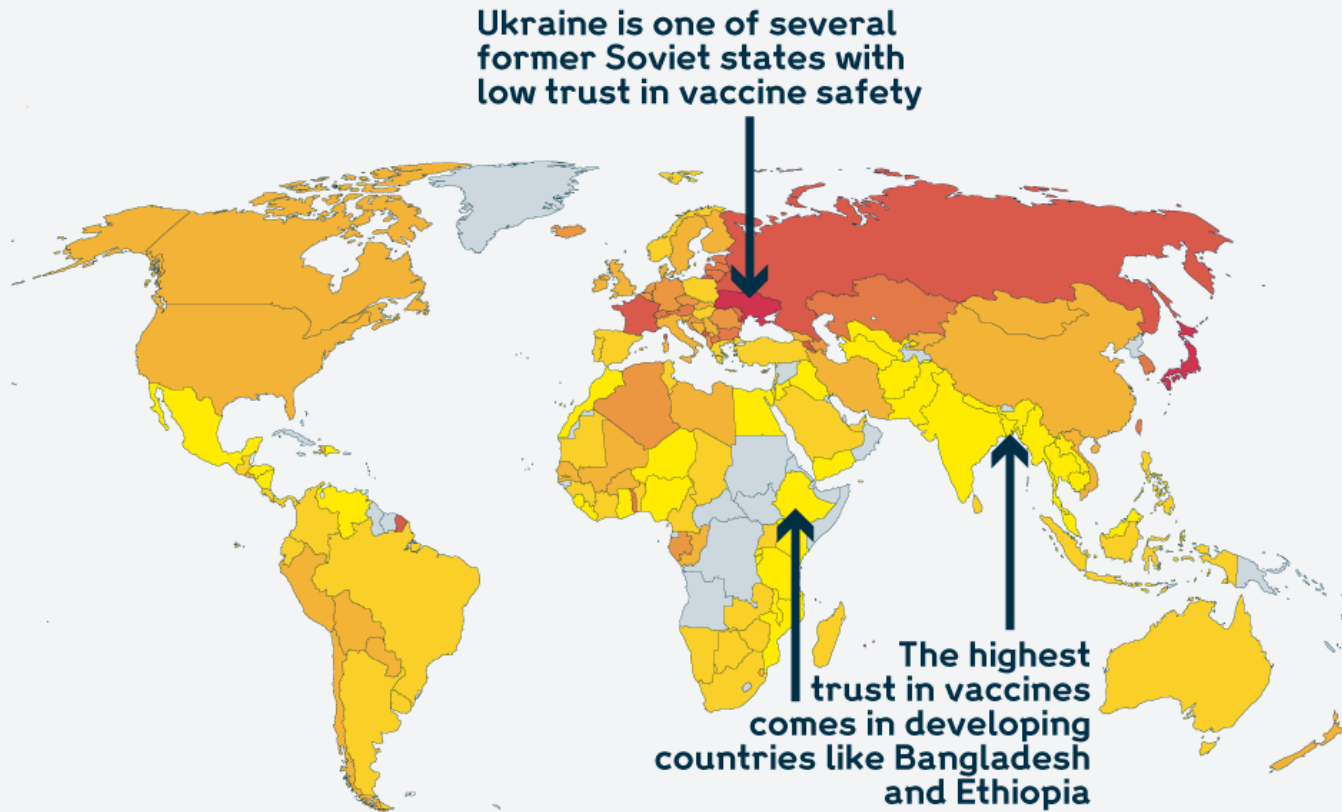 Ukraine is one of several
former Soviet states with
low trust in vaccine safety
The highest
trust in vaccines
comes in developing
countries like Bangladesh
and Ethiopia